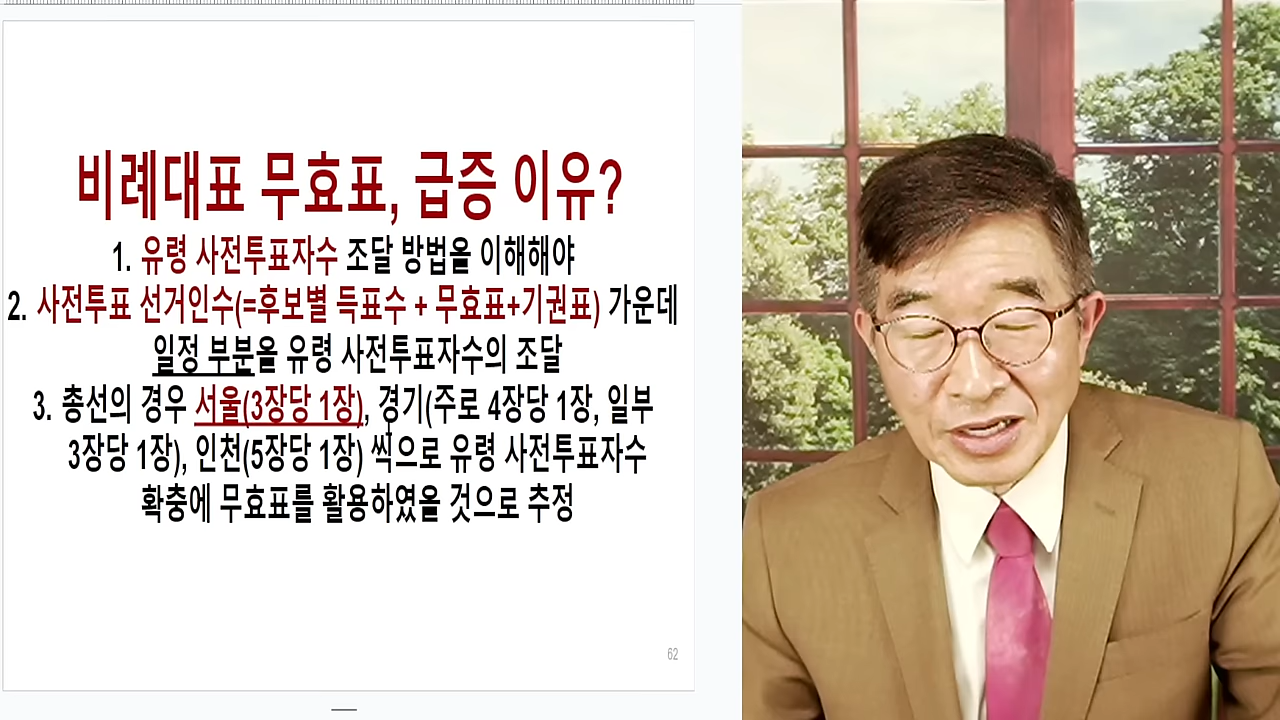 비례대표 무효표, 급증 이유?
1. 유령 사전투표자수 조달 방법을 이해해야
2. 사전투표 선거인수(=후보별 득표수 + 무효표+기권표) 가운데
일정 부분을 유령 사전투표자수의 조달
3. 총선의 경우 서울(3장당 1장), 경기(주로 4장당 1장, 일부
3장당 1장), 인천(5장당 1장) 씩으로 유령 사전투표자수
확충에 무효표를 활용하였을 것으로 추정
62